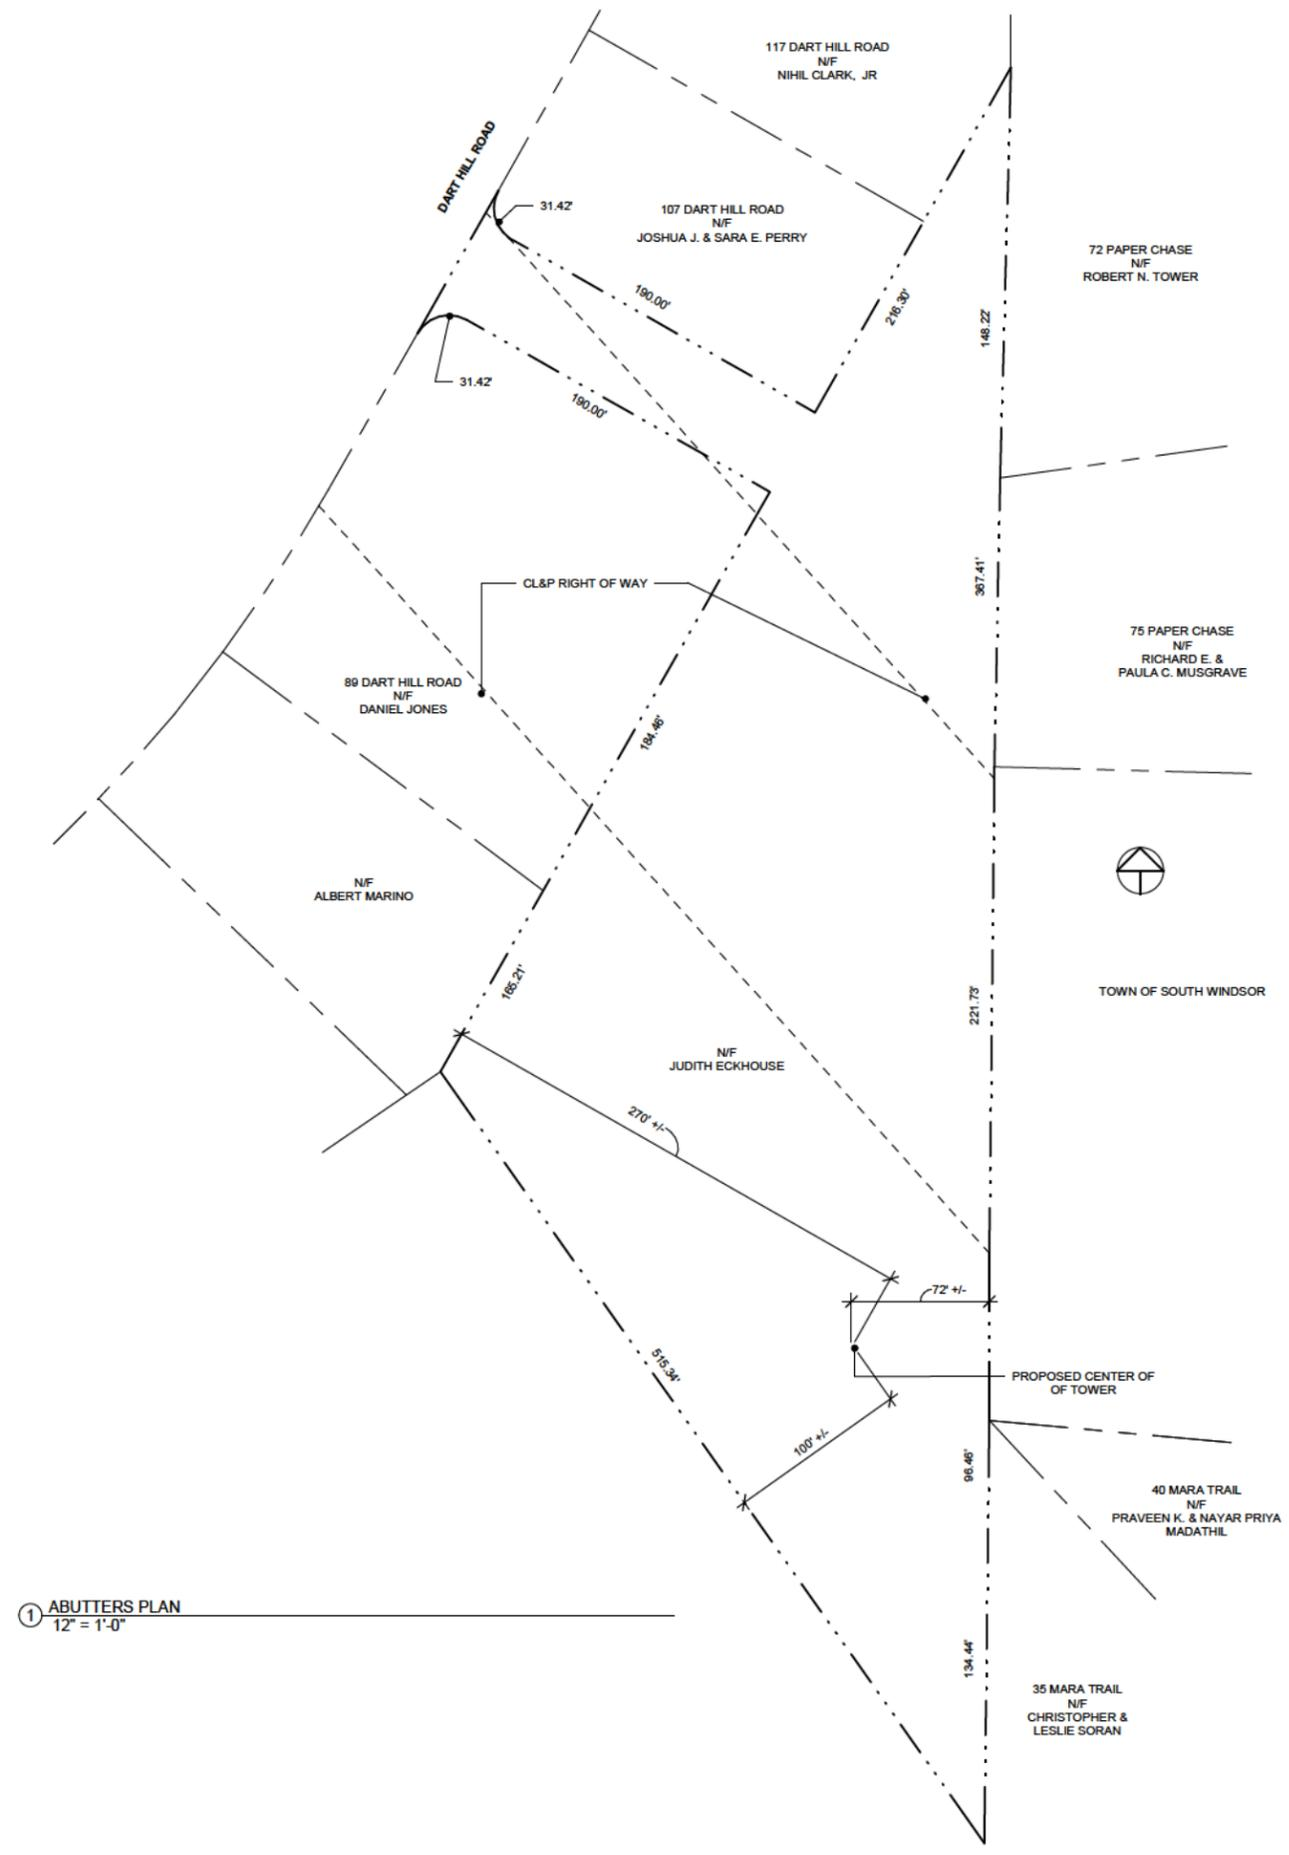 117 DART HILL ROAD
N/F
NIHIL CLARK, JR
DART HILL ROAD
31.42'
107 DART HILL ROAD
N/F
JOSHUA J. & SARA E. PERRY
72 PAPER CHASE
N/F
ROBERT N. TOWER
190.00'
216.30'
148.22'
31.42'
190.00'
367.41'
CL&P RIGHT OF WAY
75 PAPER CHASE
N/F
RICHARD E. &
PAULA C. MUSGRAVE
89 DART HILL ROAD
N/F
DANIEL JONES
184.46'
N/F
ALBERT MARINO
165.21'
221.73'
TOWN OF SOUTH WINDSOR
N/F
JUDITH ECKHOUSE
270' +/-
72' +/-
515.34'
PROPOSED CENTER OF
OF TOWER
100' +/-
96.46'
40 MARA TRAIL
N/F
PRAVEEN K. & NAYAR PRIYA
MADATHIL
1 ABUTTERS PLAN
12" = 1'-0"
134.44'
35 MARA TRAIL
N/F
CHRISTOPHER &
LESLIE SORAN